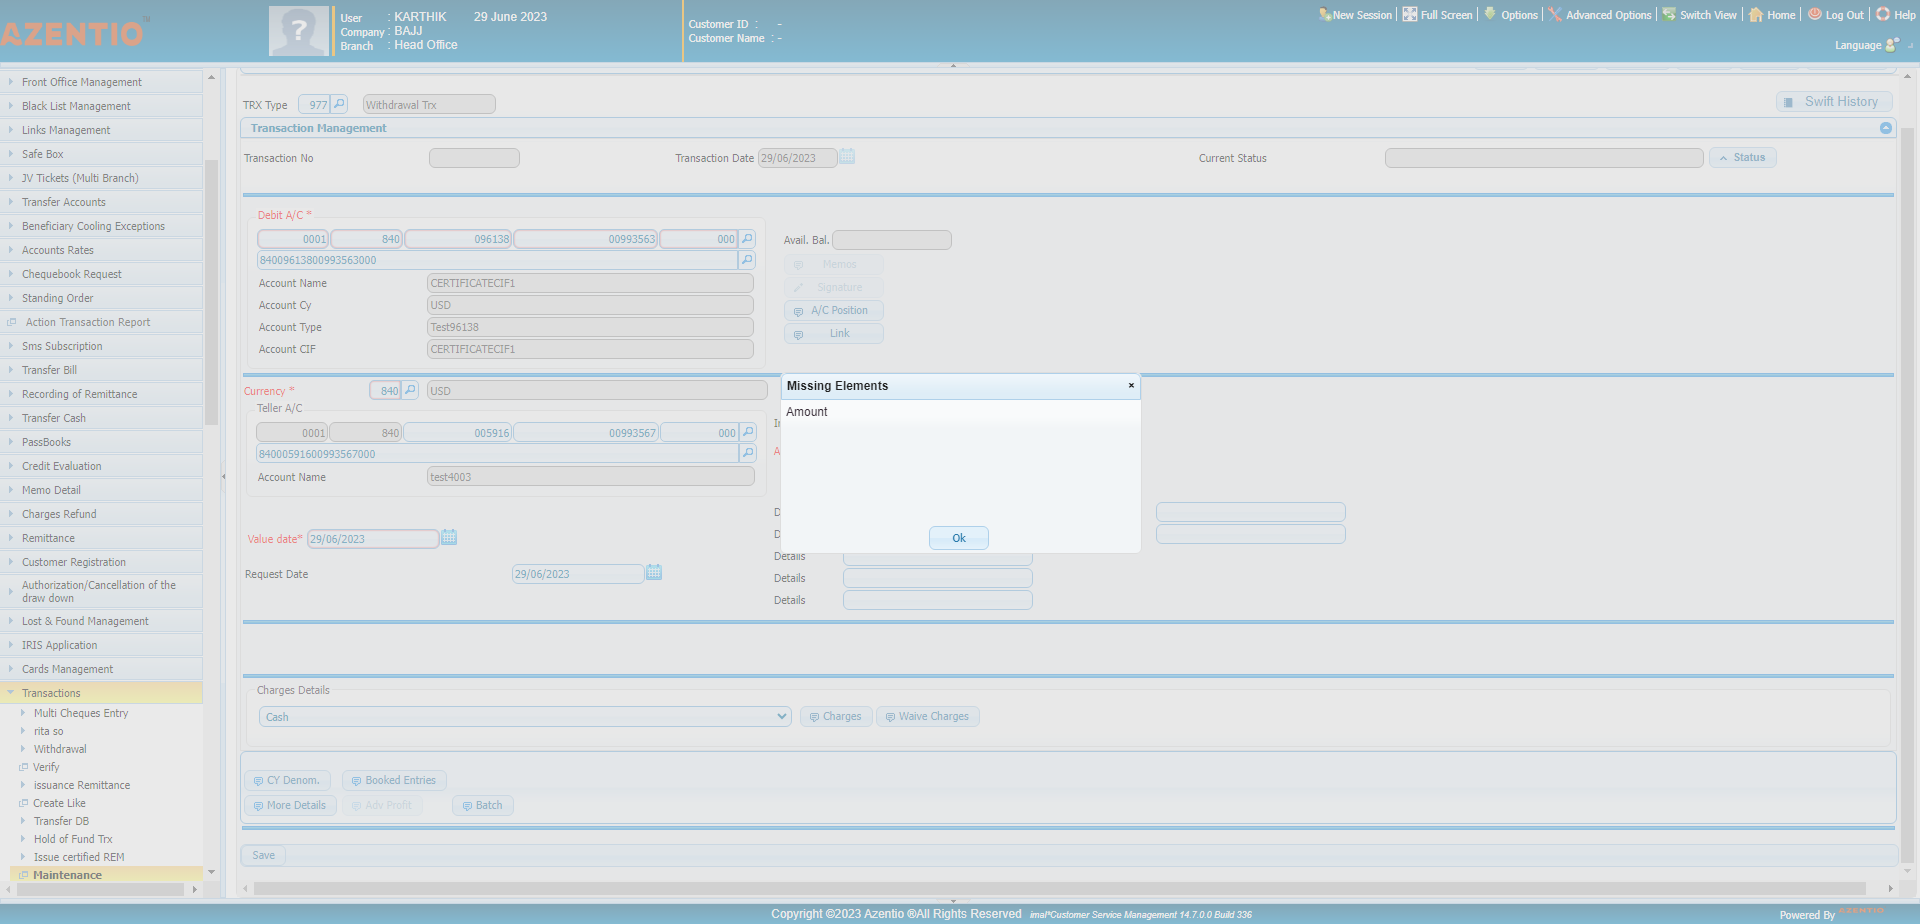 AZENTIO
User : KARTHIK 29 June 2023
Company : BAJJ
Branch : Head Office
Customer ID : -
Customer Name : -
New Session Full Screen Options Advanced Options Switch View Home Log Out Help
Language
Front Office Management
Black List Management
Links Management
Safe Box
JV Tickets (Multi Branch)
Transfer Accounts
Beneficiary Cooling Exceptions
Accounts Rates
Chequebook Request
Standing Order
Action Transaction Report
Sms Subscription
Transfer Bill
Recording of Remittance
Transfer Cash
PassBooks
Credit Evaluation
Memo Detail
Charges Refund
Remittance
Customer Registration
Authorization/Cancellation of the
draw down
Lost & Found Management
IRIS Application
Cards Management
Transactions
Multi Cheques Entry
rita so
Withdrawal
Verify
issuance Remittance
Create Like
Transfer DB
Hold of Fund Trx
Issue certified REM
Maintenance
TRX Type 977 Withdrawal Trx
Swift History
Transaction Management
Transaction No Transaction Date 29/06/2023 Current Status Status
Debit A/C *
0001 840 096138 00993563 000
84009613800993563000
Account Name CERTIFICATECIF1
Account Cy USD
Account Type Test96138
Account CIF CERTIFICATECIF1
Avail. Bal.
Memos
Signature
A/C Position
Link
Currency * 840 USD
Teller A/C
0001 840 005916 00993567 000
84000591600993567000
Account Name test4003
Missing Elements ×
Amount
Ok
Value date* 29/06/2023
Request Date 29/06/2023
Details
Details
Details
Charges Details
Cash Charges Waive Charges
CY Denom. Booked Entries
More Details Adv Profit Batch
Save
Copyright ©2023 Azentio ®All Rights Reserved imal*Customer Service Management 14.7.0.0 Build 336
Powered By AZENTIO